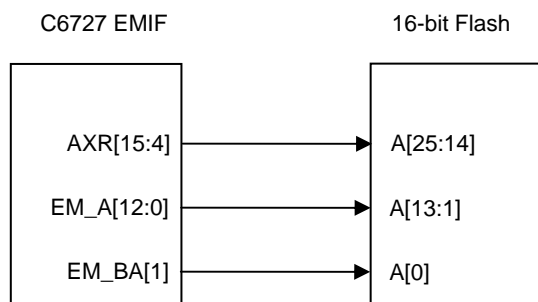 C6727 EMIF 16-bit Flash
AXR[15:4] A[25:14]
EM_A[12:0] A[13:1]
EM_BA[1] A[0]